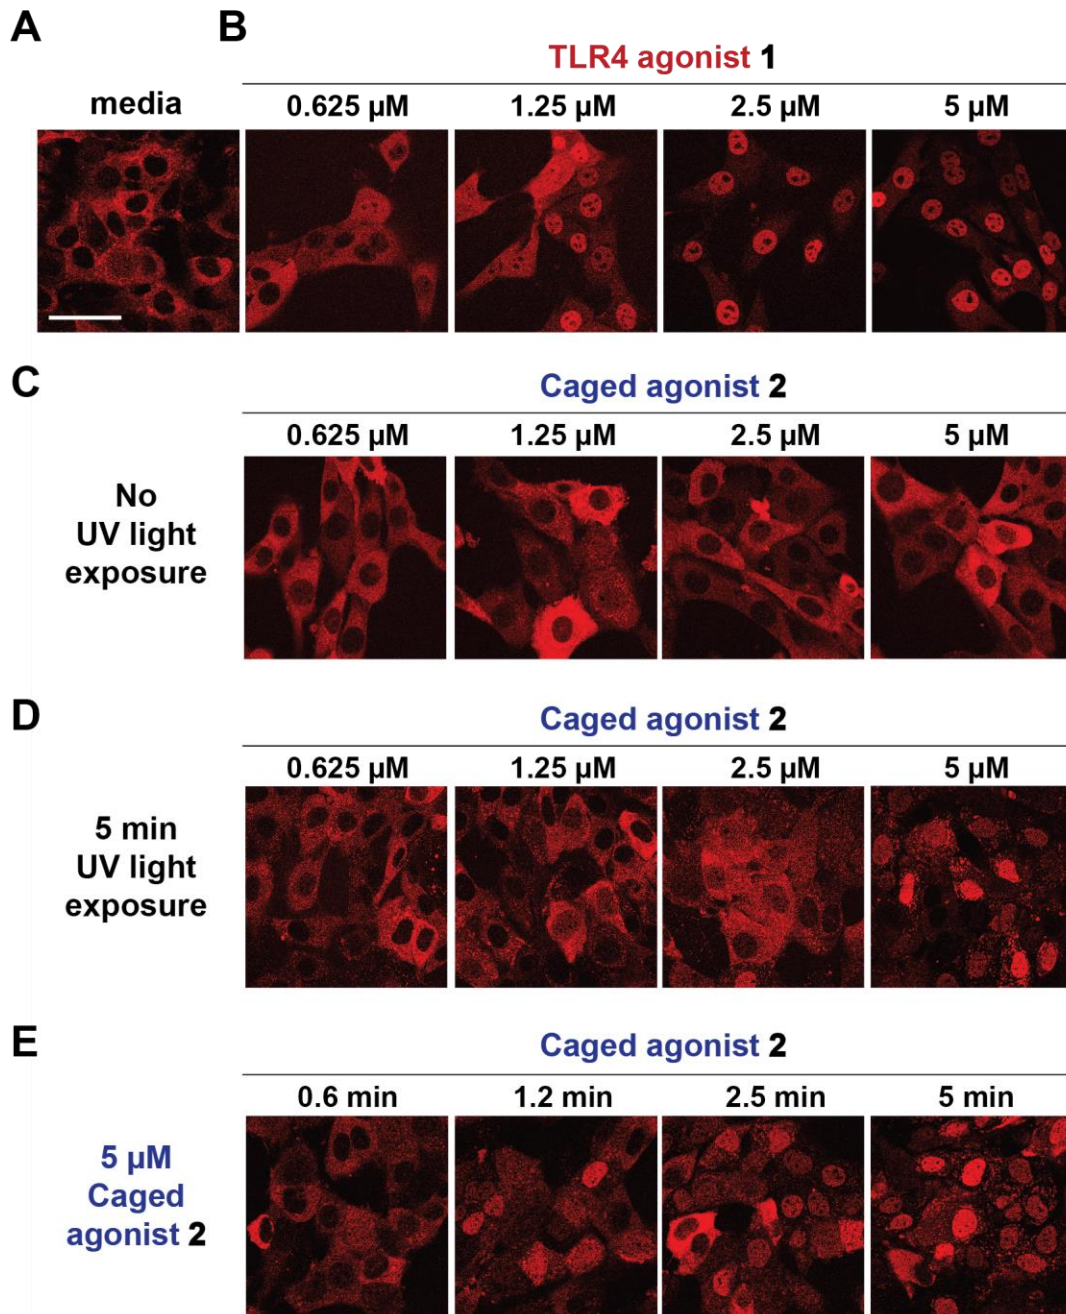 A
B
TLR4 agonist 1
media
0.625 µM
1.25 µM
2.5 µM
5 µM
C
Caged agonist 2
0.625 µM
1.25 µM
2.5 µM
5 µM
No
UV light
exposure
D
Caged agonist 2
0.625 µM
1.25 µM
2.5 µM
5 µM
5 min
UV light
exposure
E
Caged agonist 2
0.6 min
1.2 min
2.5 min
5 min
5 µM
Caged
agonist 2